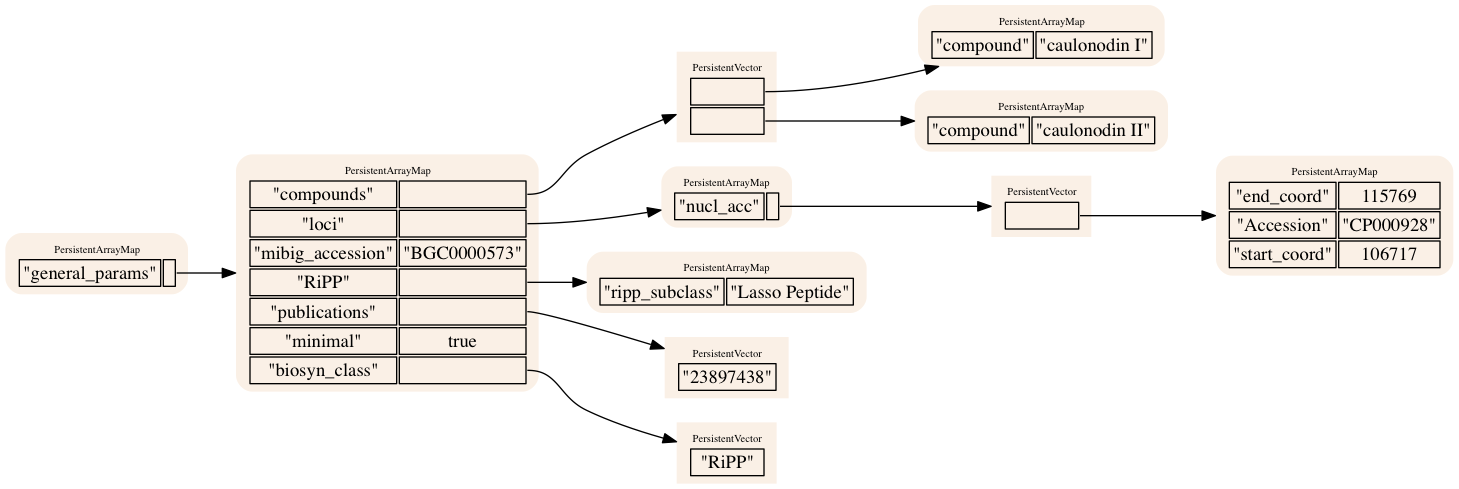 PersistentArrayMap
"general_params"
PersistentArrayMap
"compounds"
"loci"
"mibig_accession" "BGC0000573"
"RiPP"
"publications"
"minimal" true
"biosyn_class"
PersistentVector
PersistentArrayMap
"compound" "caulonodin I"
PersistentArrayMap
"compound" "caulonodin II"
PersistentArrayMap
"nucl_acc"
PersistentVector
PersistentArrayMap
"end_coord" 115769
"Accession" "CP000928"
"start_coord" 106717
PersistentArrayMap
"ripp_subclass" "Lasso Peptide"
PersistentVector
"23897438"
PersistentVector
"RiPP"